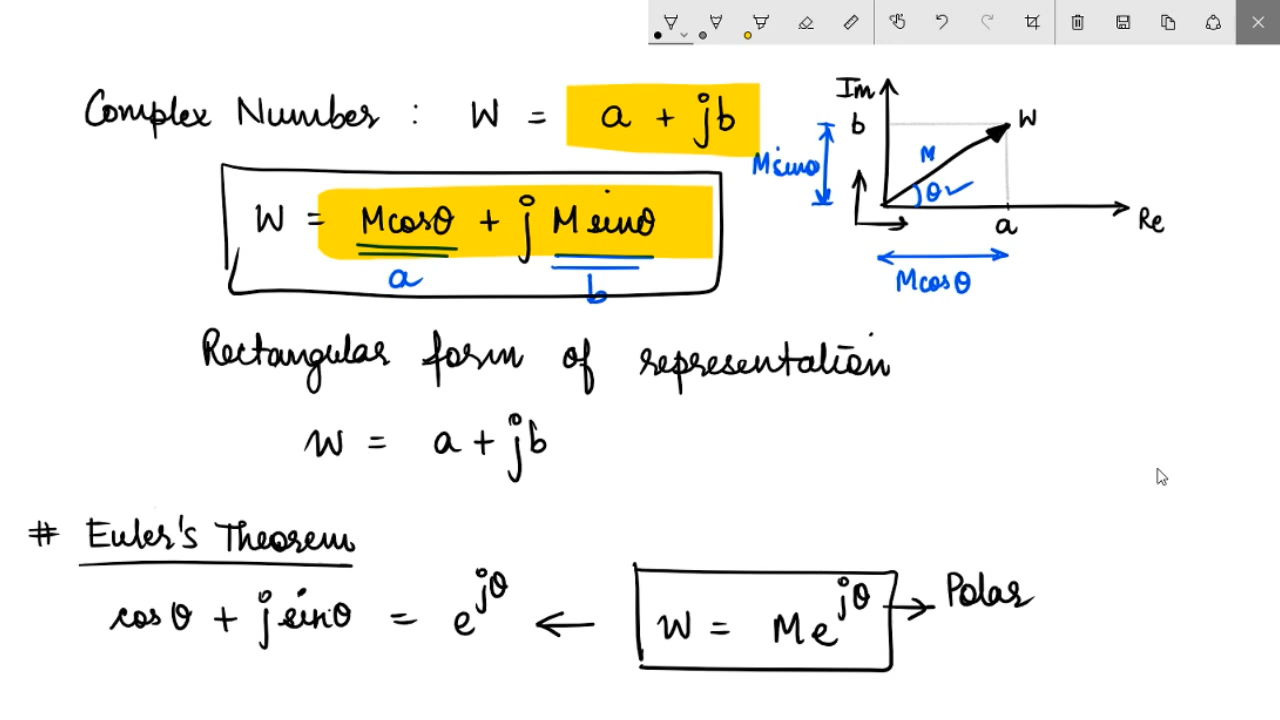 Complex Number : W = a + jb
W = Mcosθ + j Msinθ
a b
Im
b
W
M
Msinθ
θ
a
Re
Mcosθ
Rectangular form of representation
W = a + jb
# Euler's Theorem
cosθ + j sinθ = e^jθ ← W = Me^jθ → Polar